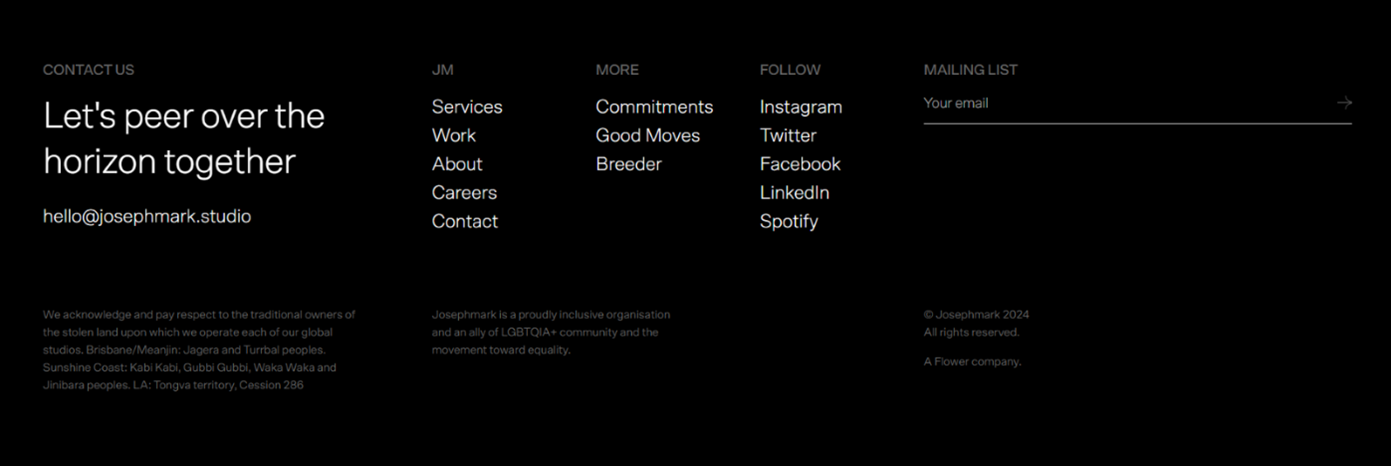 CONTACT US
Let's peer over the
horizon together
hello@josephmark.studio
JM
Services
Work
About
Careers
Contact
MORE
Commitments
Good Moves
Breeder
FOLLOW
Instagram
Twitter
Facebook
LinkedIn
Spotify
MAILING LIST
Your email
We acknowledge and pay respect to the traditional owners of
the stolen land upon which we operate each of our global
studios. Brisbane/Meanjin: Jagera and Turrbal peoples.
Sunshine Coast: Kabi Kabi, Gubbi Gubbi, Waka Waka and
Jinibara peoples. LA: Tongva territory, Cession 286
Josephmark is a proudly inclusive organisation
and an ally of LGBTQIA+ community and the
movement toward equality.
© Josephmark 2024
All rights reserved.
A Flower company.